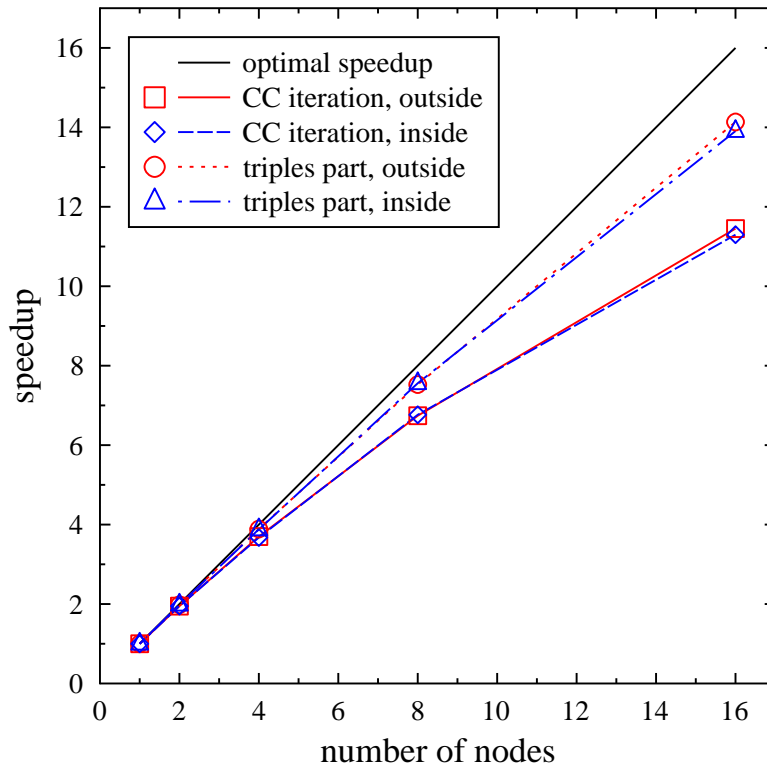 16
14
12
10
8
6
4
2
0
speedup
optimal speedup
CC iteration, outside
CC iteration, inside
triples part, outside
triples part, inside
0 2 4 6 8 10 12 14 16
number of nodes